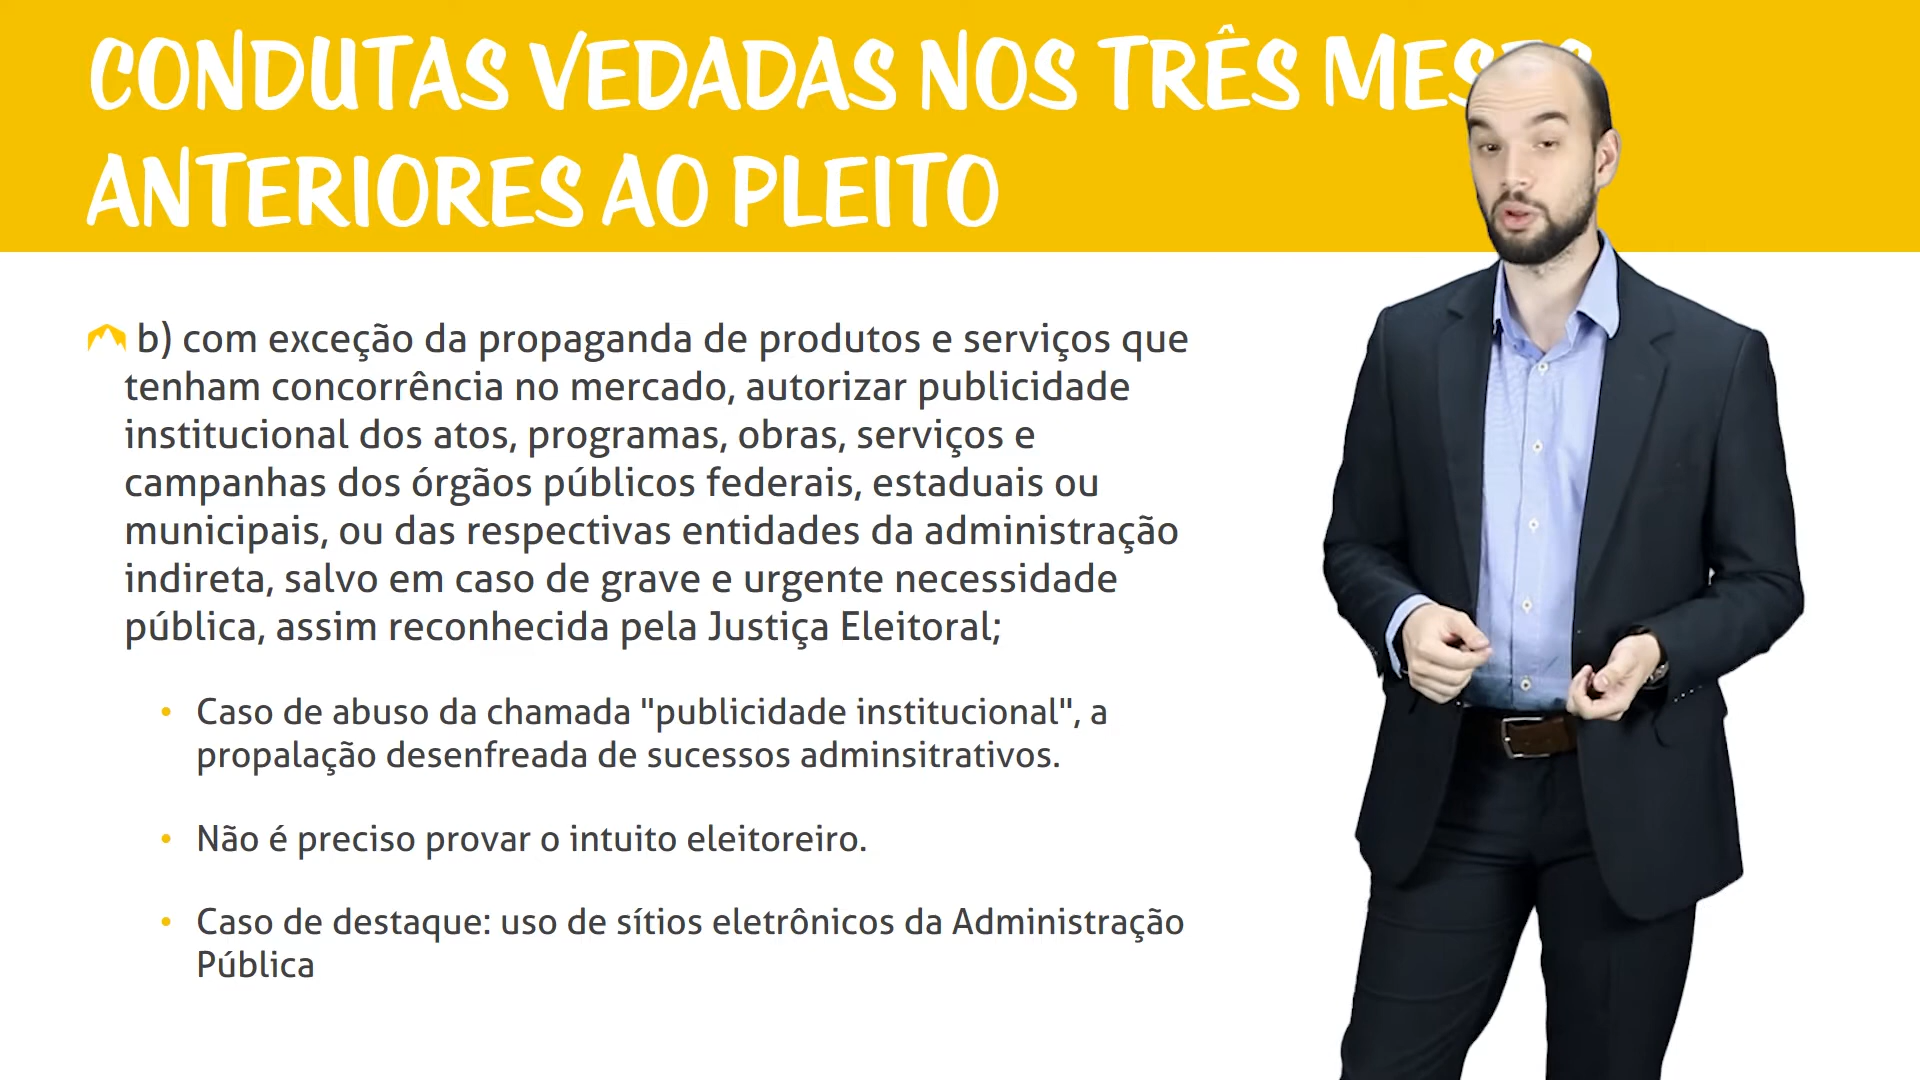 CONDUTAS VEDADAS NOS TRÊS
ANTERIORES AO PLEITO
b) com exceção da propaganda de produtos e serviços que
tenham concorrência no mercado, autorizar publicidade
institucional dos atos, programas, obras, serviços e
campanhas dos órgãos públicos federais, estaduais ou
municipais, ou das respectivas entidades da administração
indireta, salvo em caso de grave e urgente necessidade
pública, assim reconhecida pela Justiça Eleitoral;
• Caso de abuso da chamada "publicidade institucional", a
propalação desenfreada de sucessos adminsitrativos.
• Não é preciso provar o intuito eleitoreiro.
• Caso de destaque: uso de sítios eletrônicos da Administração
Pública